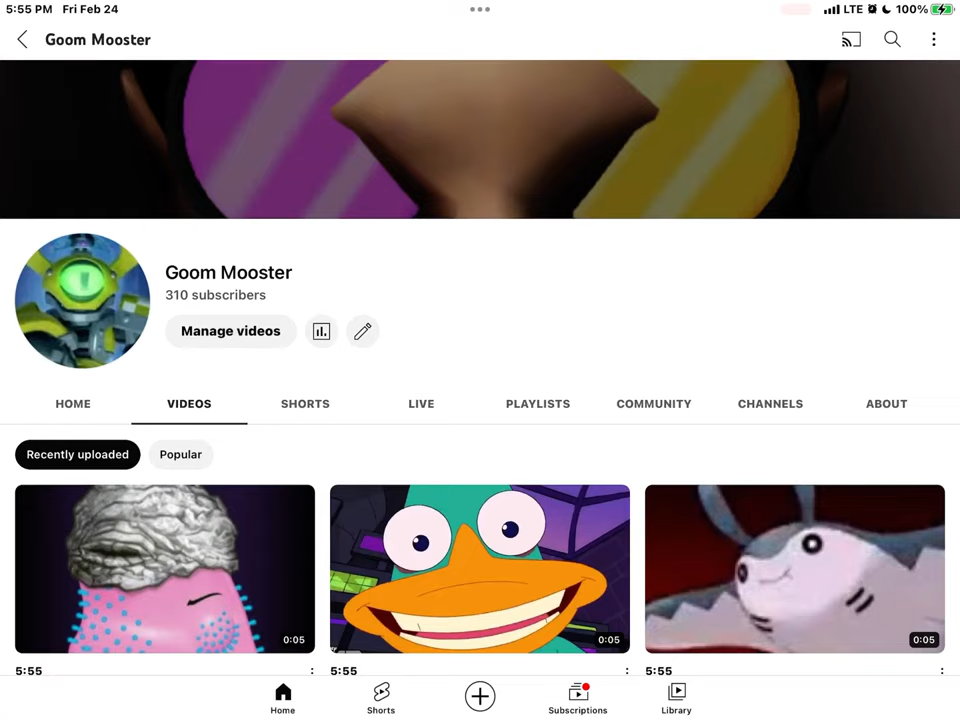 5:55 PM Fri Feb 24
LTE 100%
Goom Mooster
Goom Mooster
310 subscribers
Manage videos
HOME VIDEOS SHORTS LIVE PLAYLISTS COMMUNITY CHANNELS ABOUT
Recently uploaded Popular
0:05 0:05 0:05
5:55 5:55 5:55
Home Shorts Subscriptions Library